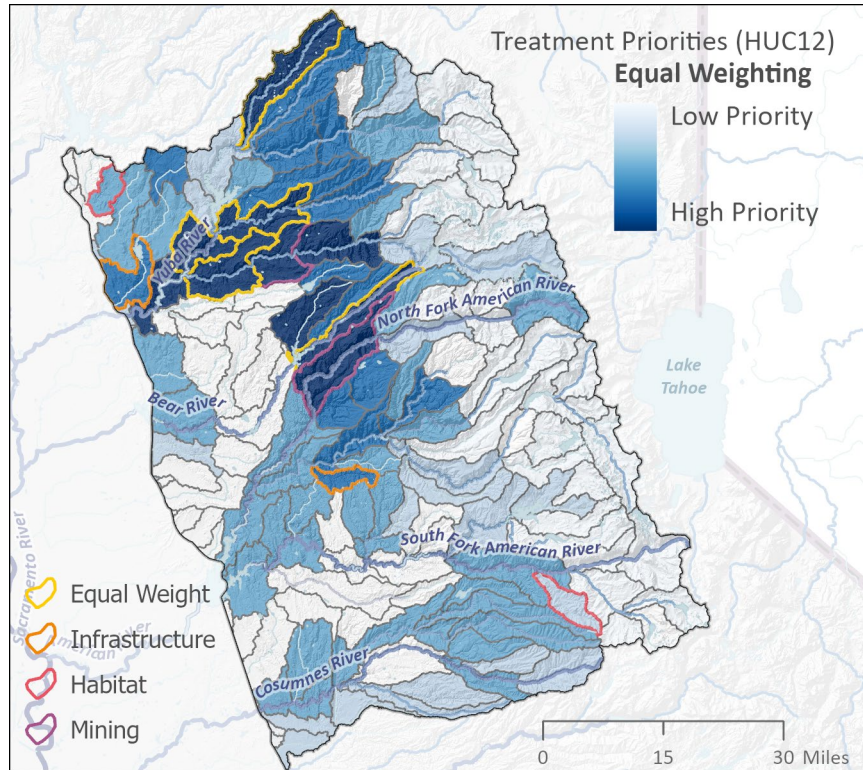 Treatment Priorities (HUC12)
Equal Weighting
Low Priority
High Priority
Yuba River
North Fork American River
Lake
Tahoe
Bear River
South Fork American River
Sacramento River
American River
Cosumnes River
Equal Weight
Infrastructure
Habitat
Mining
0 15 30 Miles